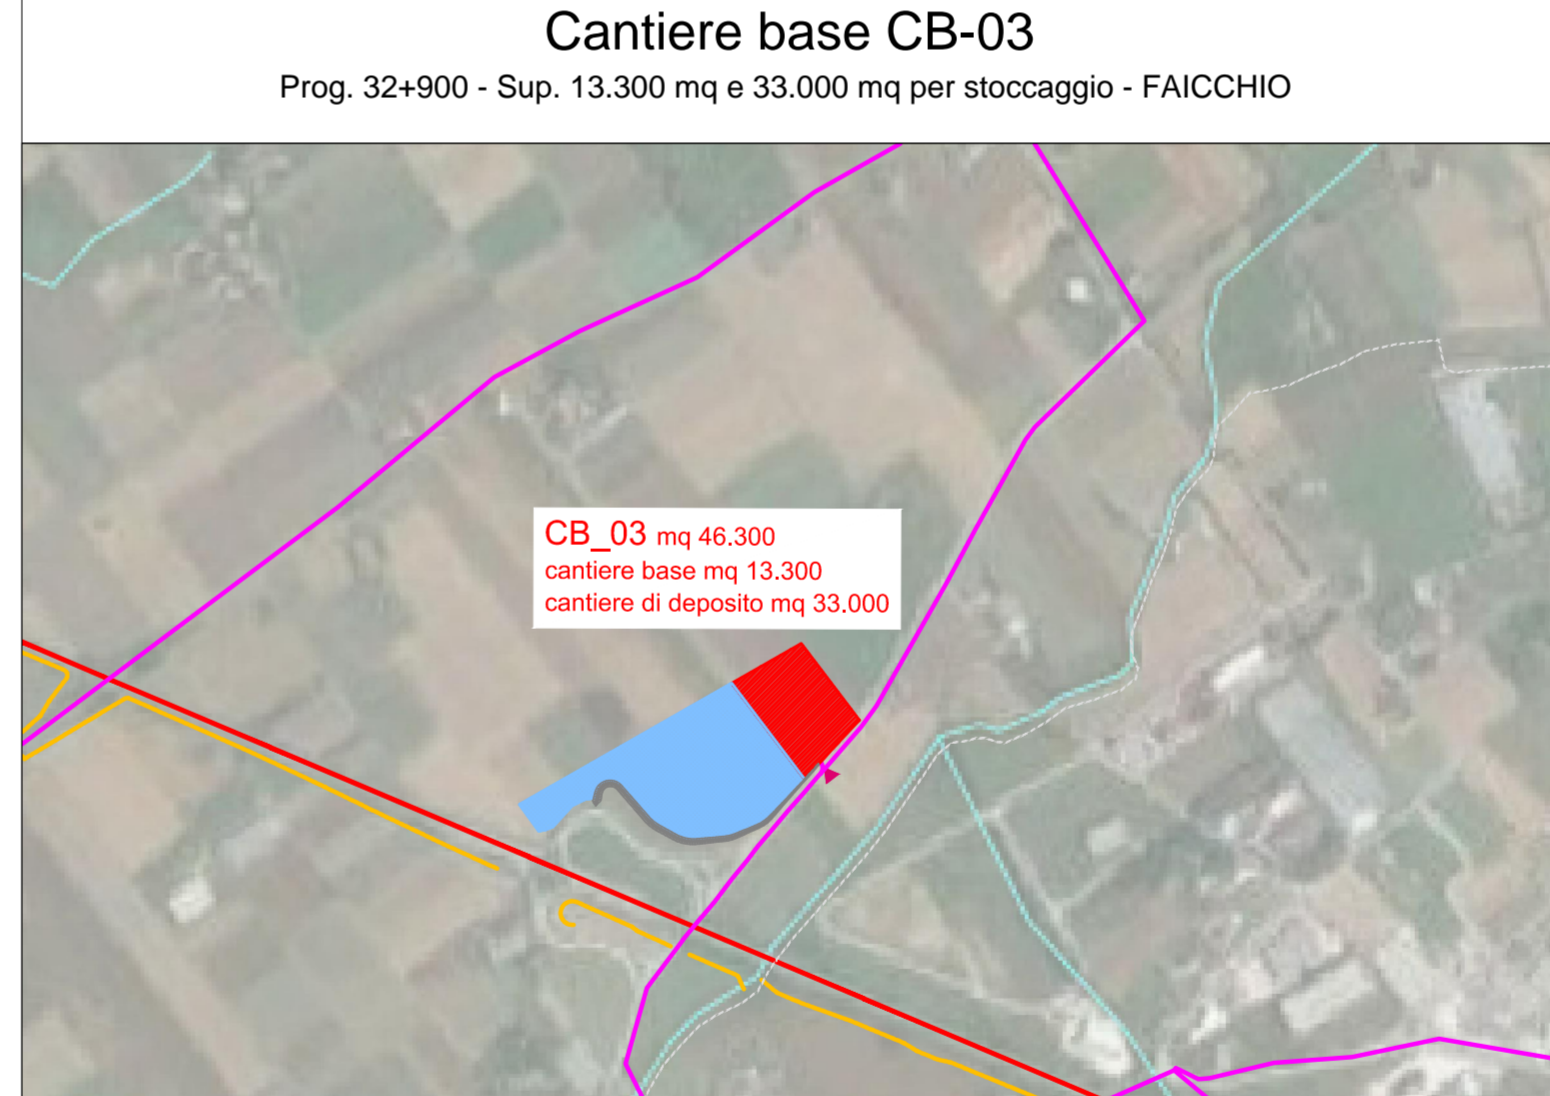 Cantiere base CB-03
Prog. 32+900 - Sup. 13.300 mq e 33.000 mq per stoccaggio - FAICCHIO
CB_03 mq 46.300
cantiere base mq 13.300
cantiere di deposito mq 33.000